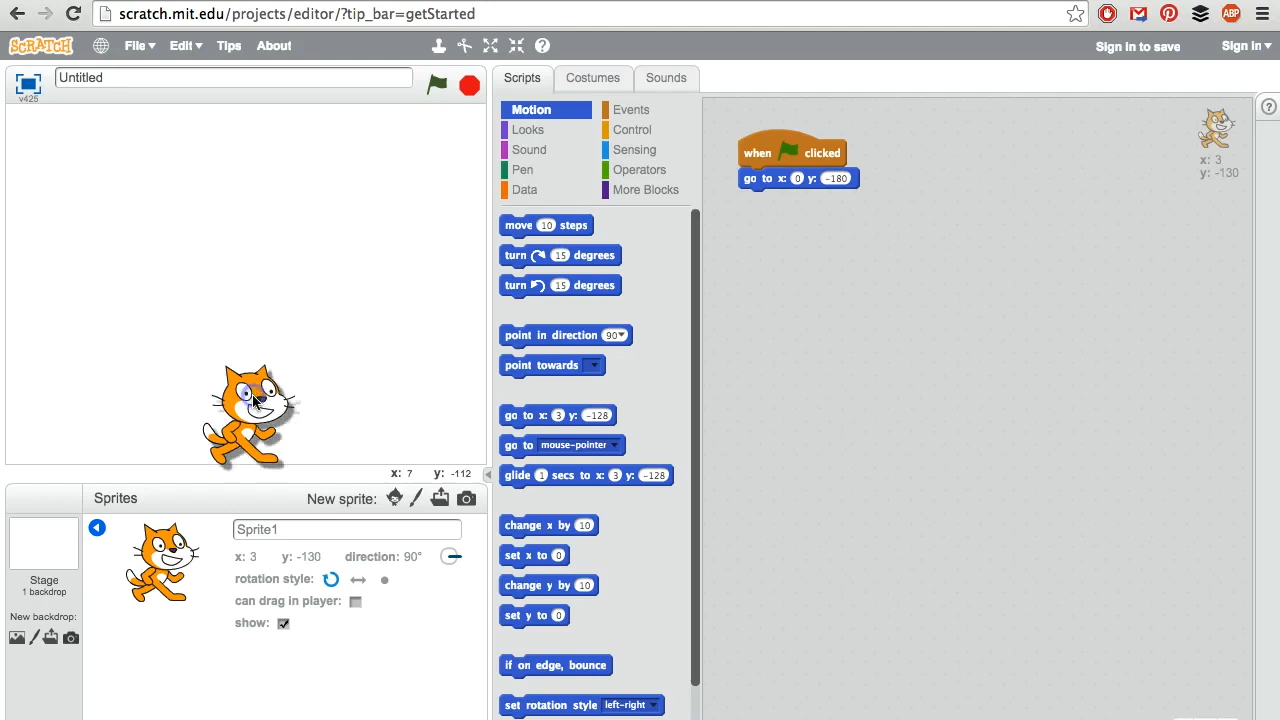 scratch.mit.edu/projects/editor/?tip_bar=getStarted
ABP
SCRATCH
File▾ Edit▾ Tips About
Sign in to save
Sign in▾
v425
Untitled
Scripts Costumes Sounds
Motion
Looks
Sound
Pen
Data
Events
Control
Sensing
Operators
More Blocks
move 10 steps
turn 15 degrees
turn 15 degrees
point in direction 90▾
point towards
go to x: 3 y: -128
go to mouse-pointer
glide 1 secs to x: 3 y: -128
change x by 10
set x to 0
change y by 10
set y to 0
if on edge, bounce
set rotation style left-right
when clicked
go to x: 0 y: -180
x: 3
y: -130
?
x: 7 y: -112
Sprites
New sprite:
Stage
1 backdrop
New backdrop:
Sprite1
x: 3 y: -130 direction: 90°
rotation style:
can drag in player:
show: